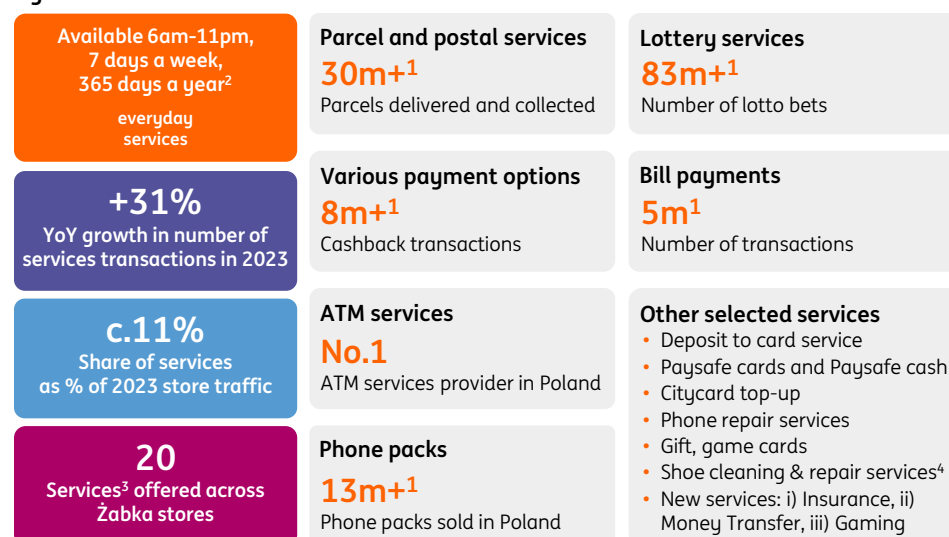 Available 6am-11pm,
7 days a week,
365 days a year²
everyday
services
+31%
YoY growth in number of
services transactions in 2023
c.11%
Share of services
as % of 2023 store traffic
20
Services³ offered across
Żabka stores
Parcel and postal services
30m+¹
Parcels delivered and collected
Various payment options
8m+¹
Cashback transactions
ATM services
No.1
ATM services provider in Poland
Phone packs
13m+¹
Phone packs sold in Poland
Lottery services
83m+¹
Number of lotto bets
Bill payments
5m¹
Number of transactions
Other selected services
• Deposit to card service
• Paysafe cards and Paysafe cash
• Citycard top-up
• Phone repair services
• Gift, game cards
• Shoe cleaning & repair services⁴
• New services: i) Insurance, ii)
Money Transfer, iii) Gaming